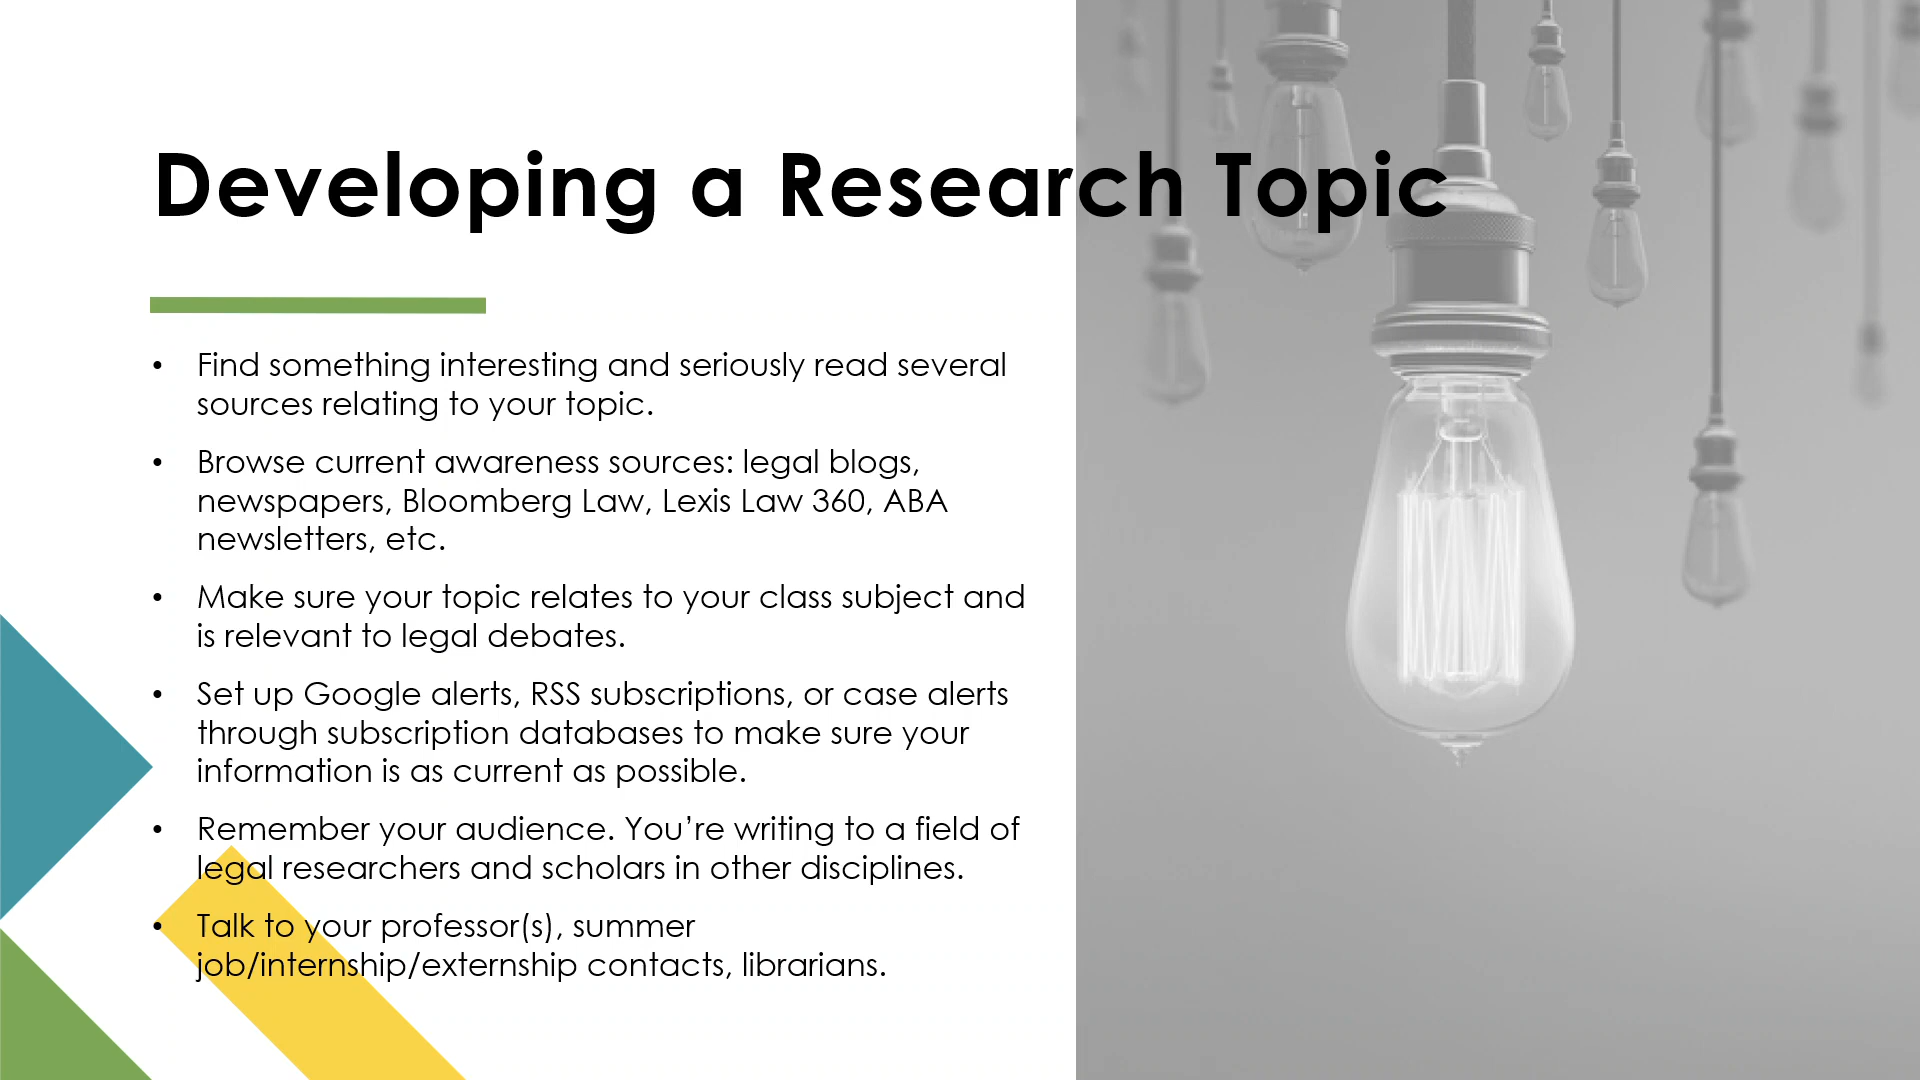 Developing a Research Topic
• Find something interesting and seriously read several
sources relating to your topic.
• Browse current awareness sources: legal blogs,
newspapers, Bloomberg Law, Lexis Law 360, ABA
newsletters, etc.
• Make sure your topic relates to your class subject and
is relevant to legal debates.
• Set up Google alerts, RSS subscriptions, or case alerts
through subscription databases to make sure your
information is as current as possible.
• Remember your audience. You’re writing to a field of
legal researchers and scholars in other disciplines.
• Talk to your professor(s), summer
job/internship/externship contacts, librarians.